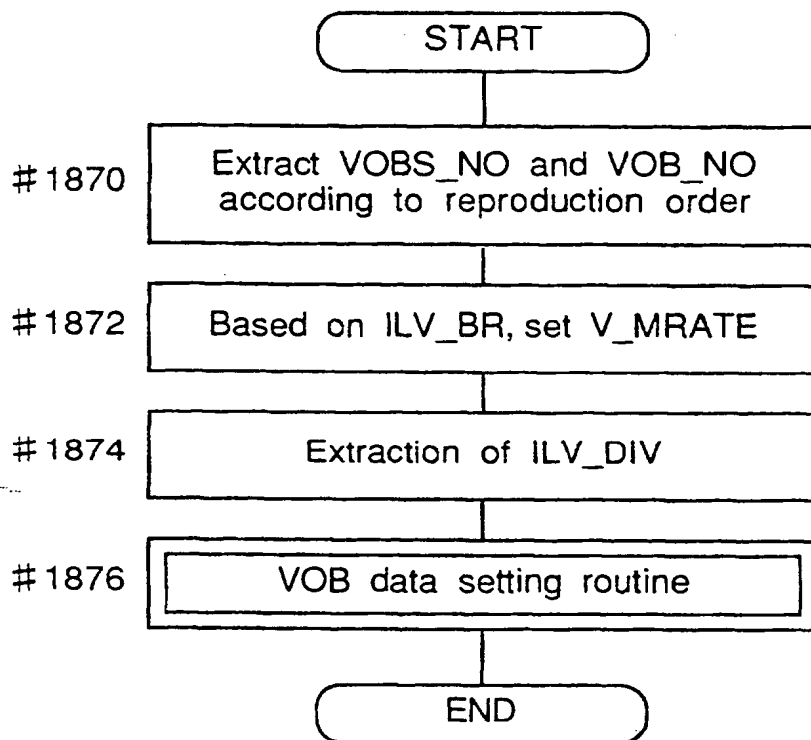 START
#1870
Extract VOBS_NO and VOB_NO
according to reproduction order
#1872
Based on ILV_BR, set V_MRATE
#1874
Extraction of ILV_DIV
#1876
VOB data setting routine
END